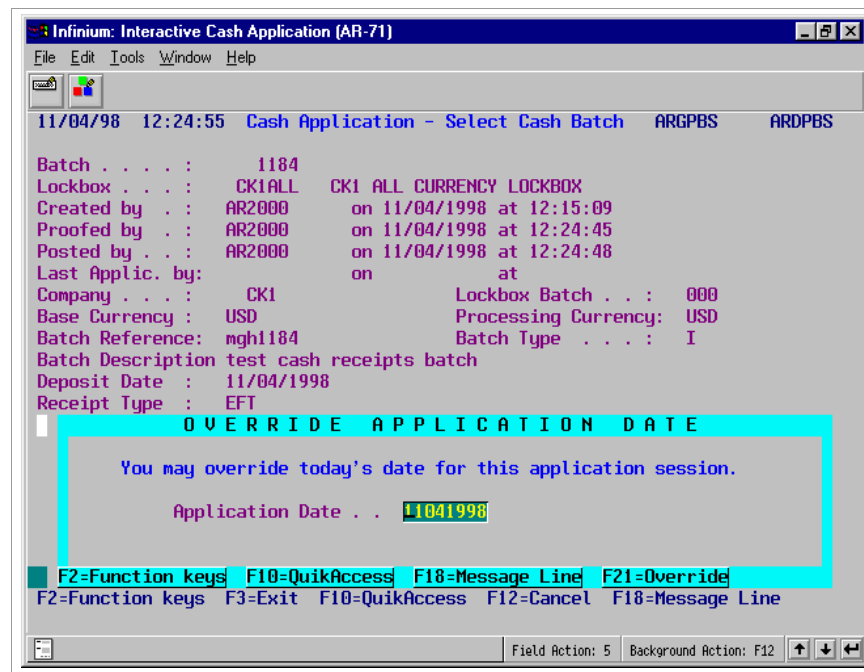 Infinium: Interactive Cash Application (AR-71)
File Edit Tools Window Help
11/04/98 12:24:55 Cash Application - Select Cash Batch ARGPBS ARDPBS
Batch . . . . : 1184
Lockbox . . . : CK1ALL CK1 ALL CURRENCY LOCKBOX
Created by . : AR2000 on 11/04/1998 at 12:15:09
Proofed by . : AR2000 on 11/04/1998 at 12:24:45
Posted by . . : AR2000 on 11/04/1998 at 12:24:48
Last Applic. by: on at
Company . . . : CK1 Lockbox Batch . . : 000
Base Currency : USD Processing Currency: USD
Batch Reference: mgh1184 Batch Type . . . : I
Batch Description test cash receipts batch
Deposit Date : 11/04/1998
Receipt Type : EFT
O V E R R I D E A P P L I C A T I O N D A T E
You may override today's date for this application session.
Application Date . . 11041998
F2=Function keys F10=QuikAccess F18=Message Line F21=Override
F2=Function keys F3=Exit F10=QuikAccess F12=Cancel F18=Message Line
Field Action: 5 Background Action: F12